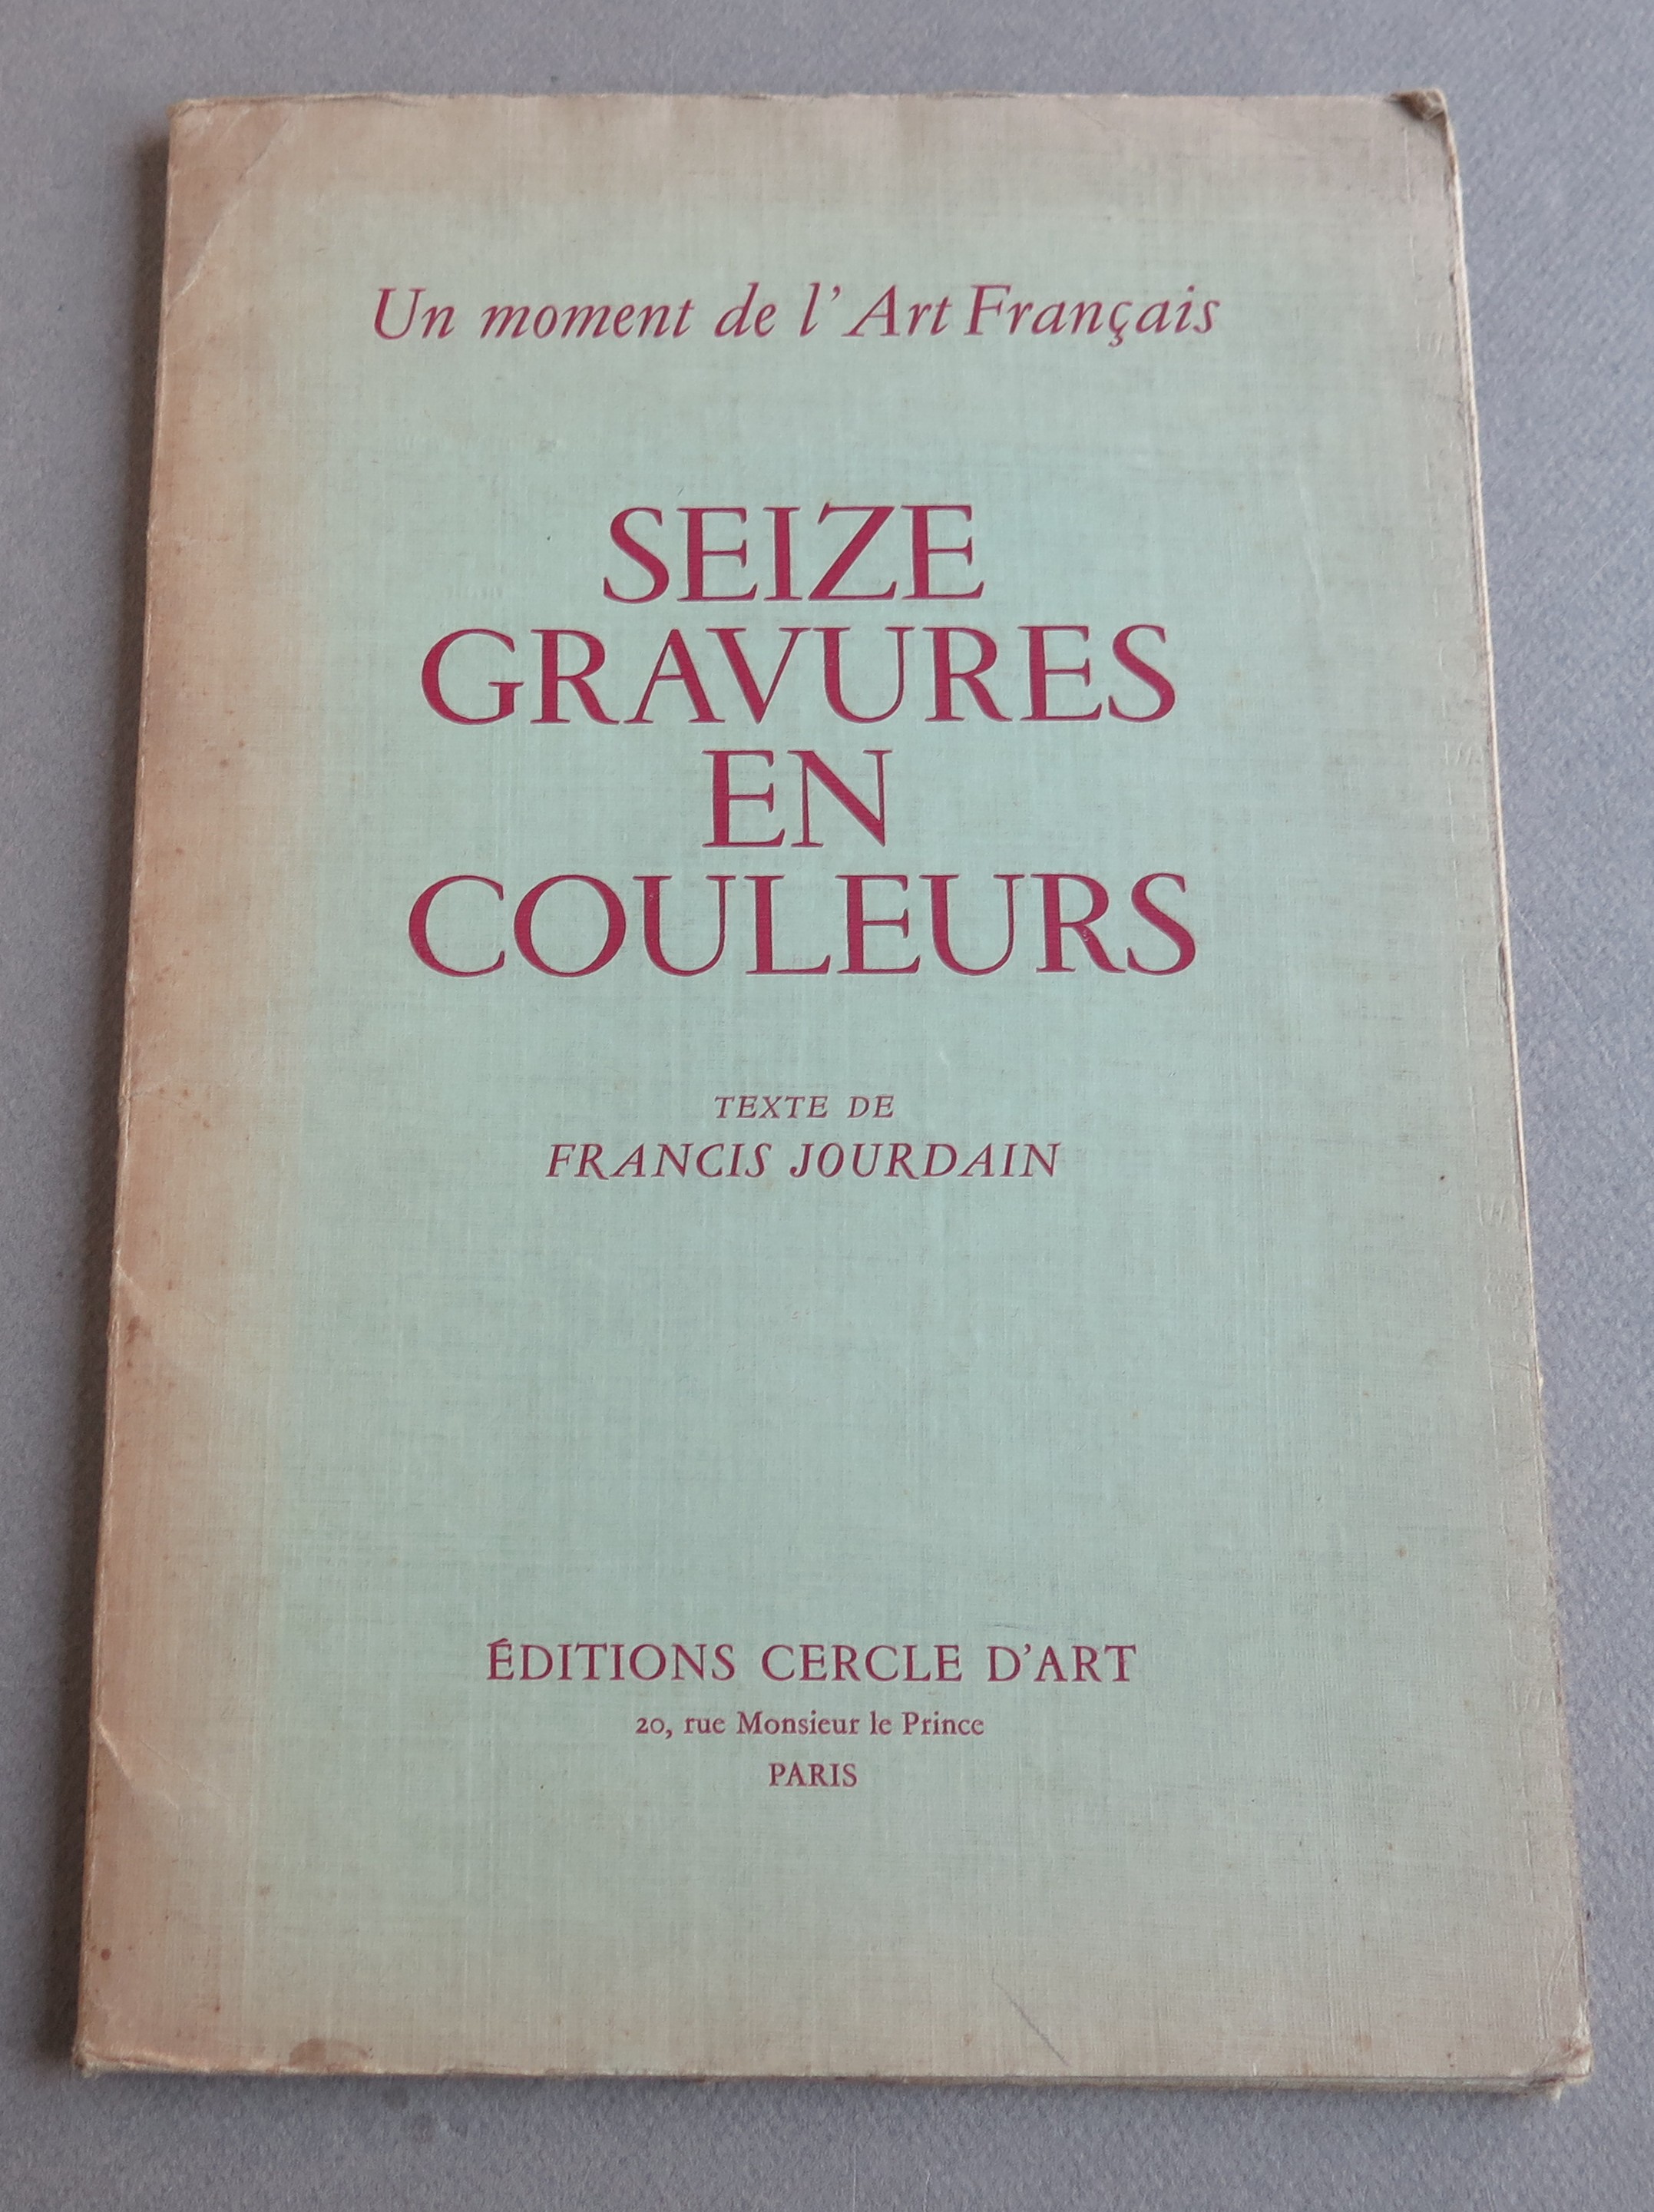 Un moment de l'Art Français
SEIZE
GRAVURES
EN
COULEURS
TEXTE DE
FRANCIS JOURDAIN
ÉDITIONS CERCLE D'ART
20, rue Monsieur le Prince
PARIS